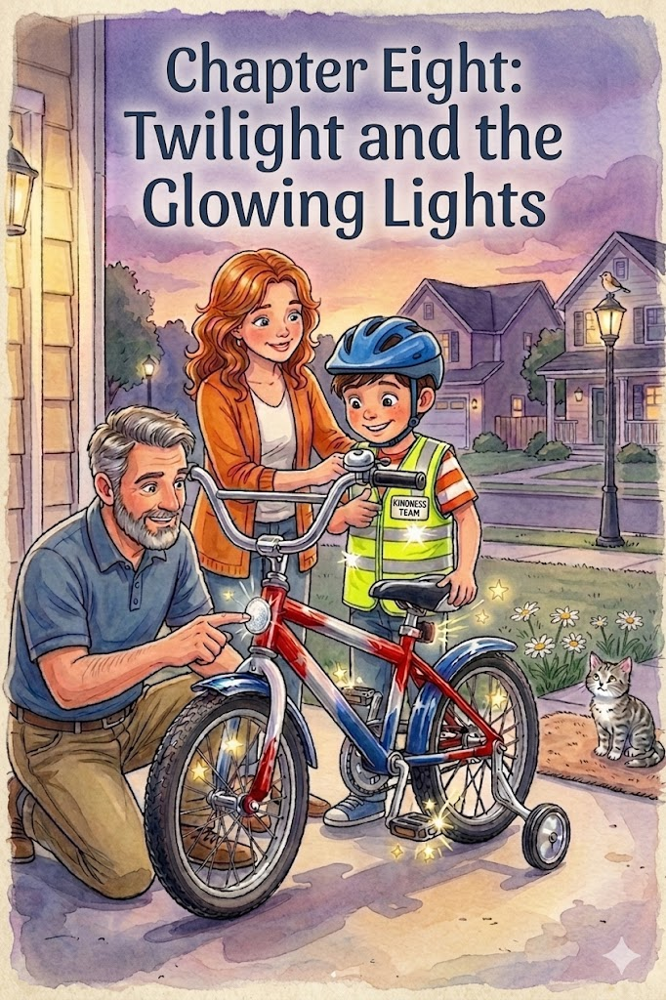 Chapter Eight:
Twilight and the
Glowing Lights
KINDNESS
TEAM